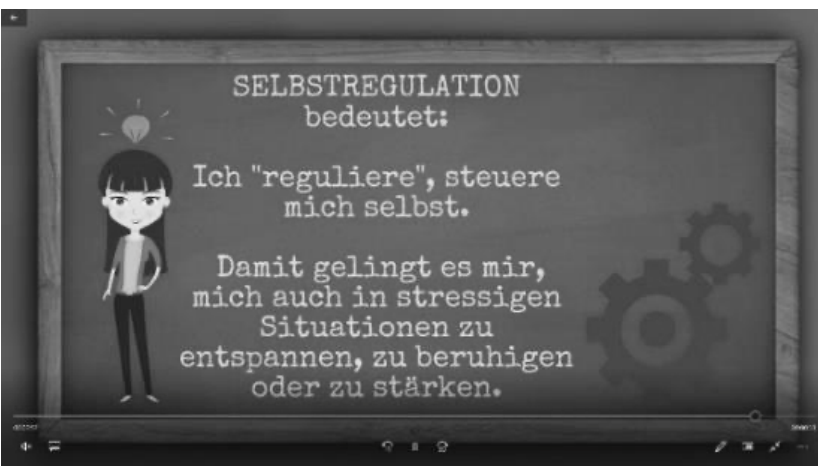 SELBSTREGULATION
bedeutet:
Ich "reguliere", steuere
mich selbst.
Damit gelingt es mir,
mich auch in stressigen
Situationen zu
entspannen, zu beruhigen
oder zu stärken.